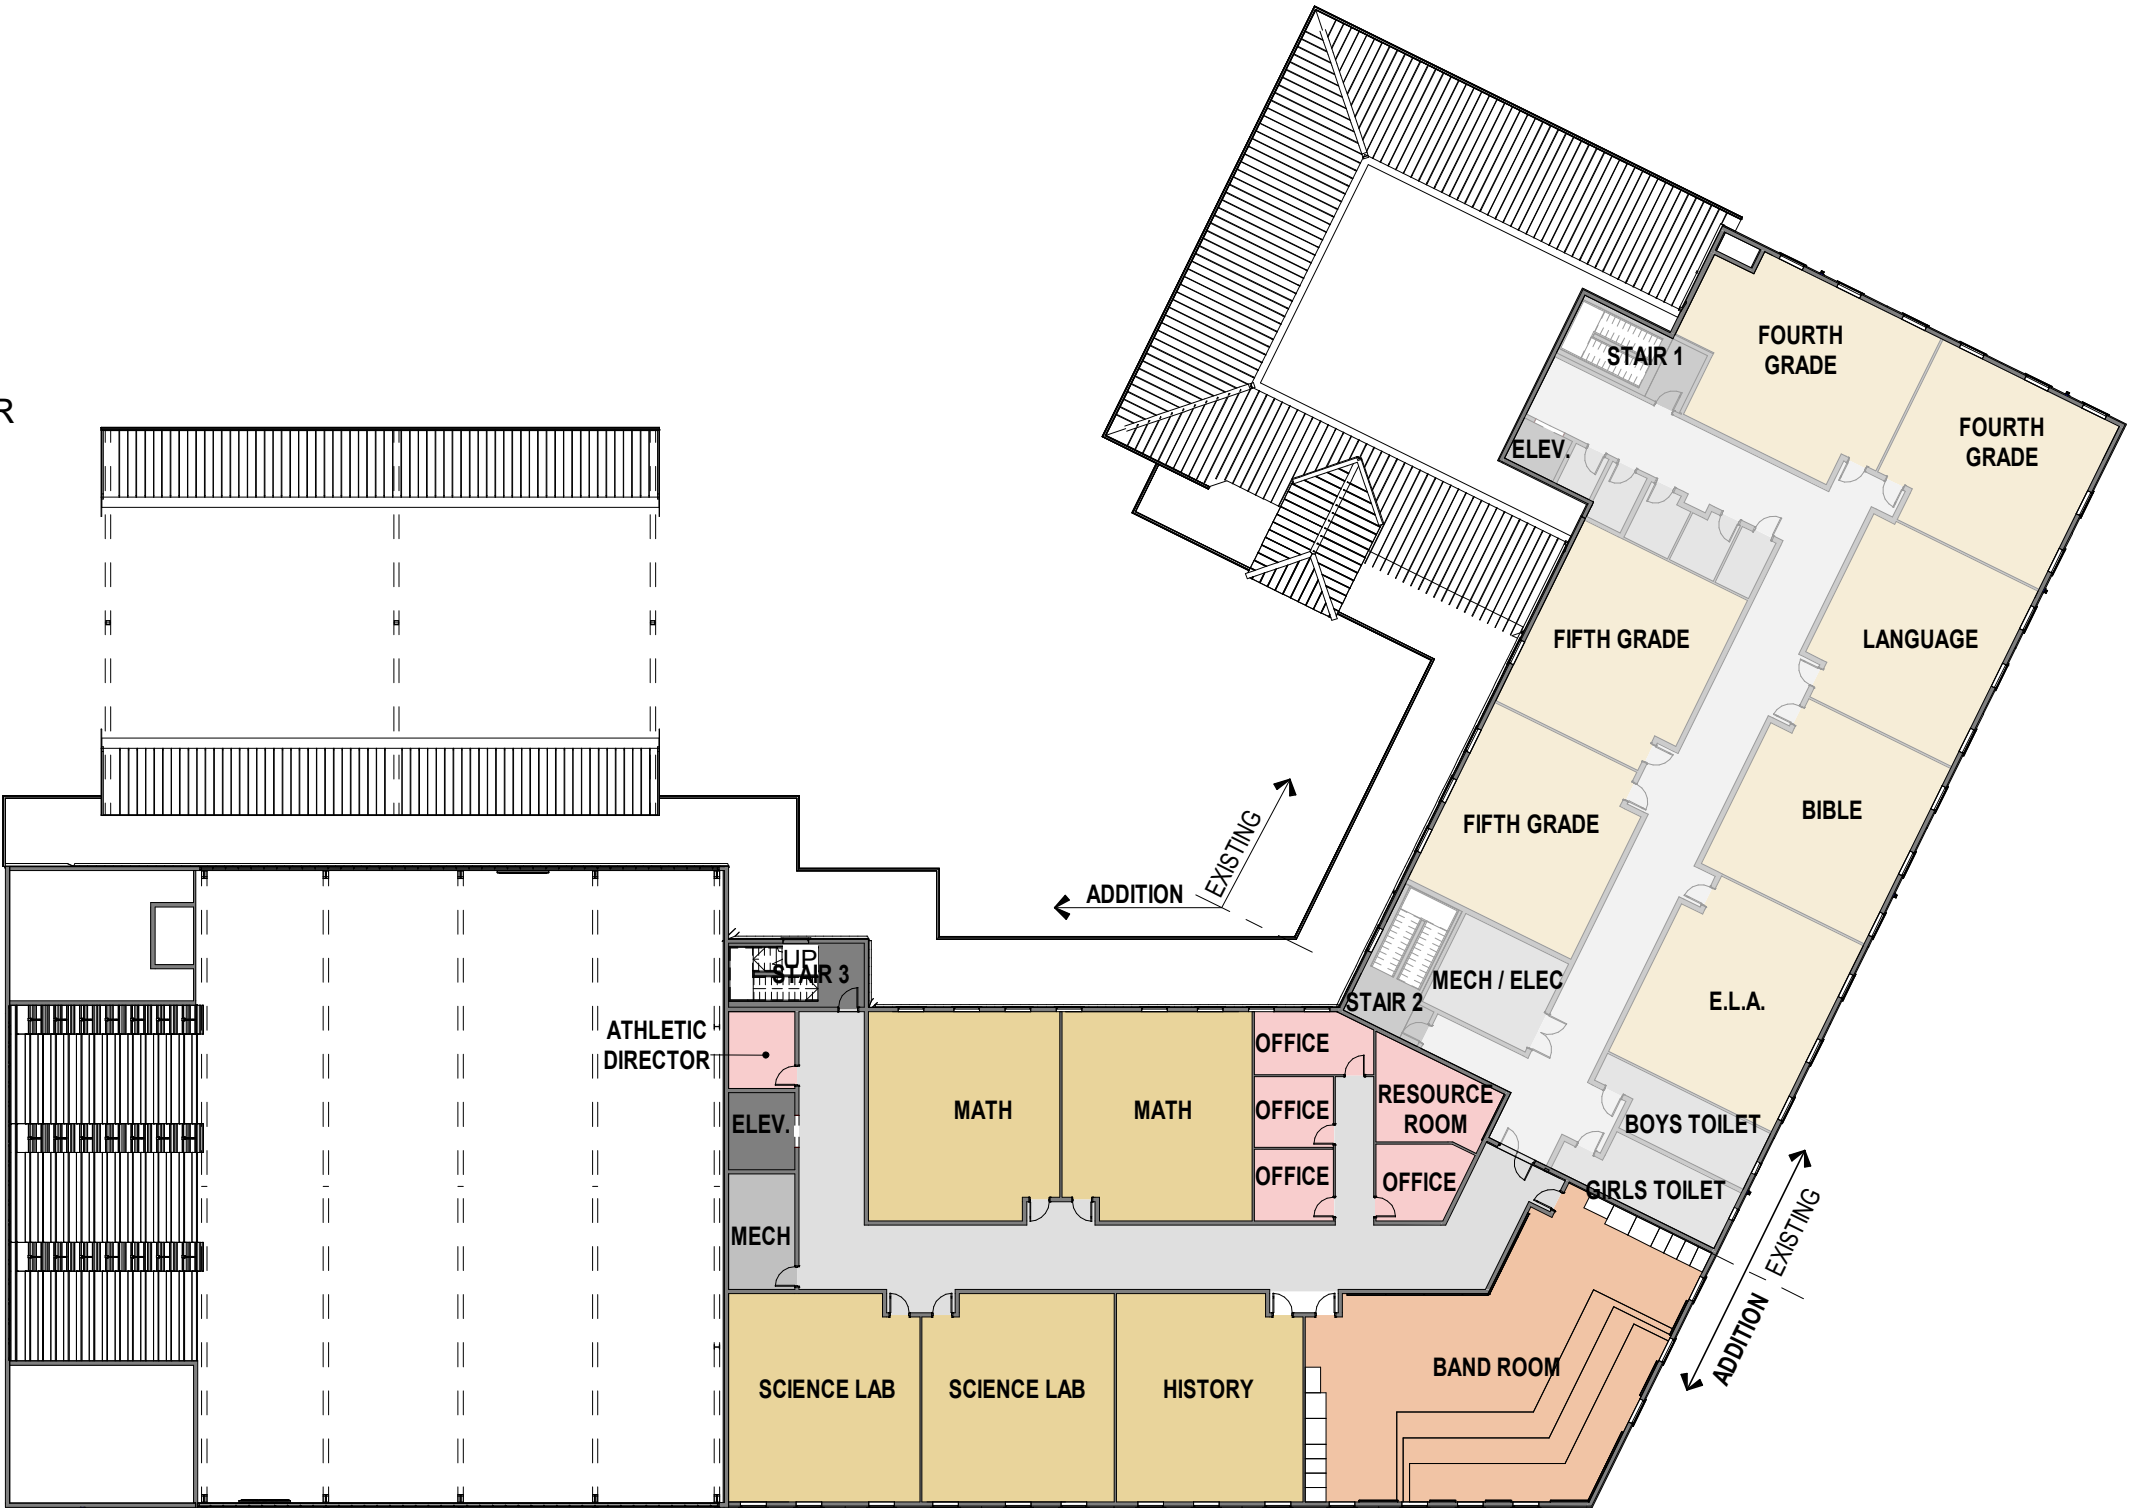 R
STAIR 1
FOURTH
GRADE
FOURTH
GRADE
ELEV.
FIFTH GRADE
LANGUAGE
FIFTH GRADE
BIBLE
EXISTING
ADDITION
UP
STAIR 3
MECH / ELEC
STAIR 2
E.L.A.
ATHLETIC
DIRECTOR
OFFICE
MATH
MATH
OFFICE
RESOURCE
ROOM
ELEV.
BOYS TOILET
OFFICE
OFFICE
GIRLS TOILET
MECH
EXISTING
ADDITION
SCIENCE LAB
SCIENCE LAB
HISTORY
BAND ROOM